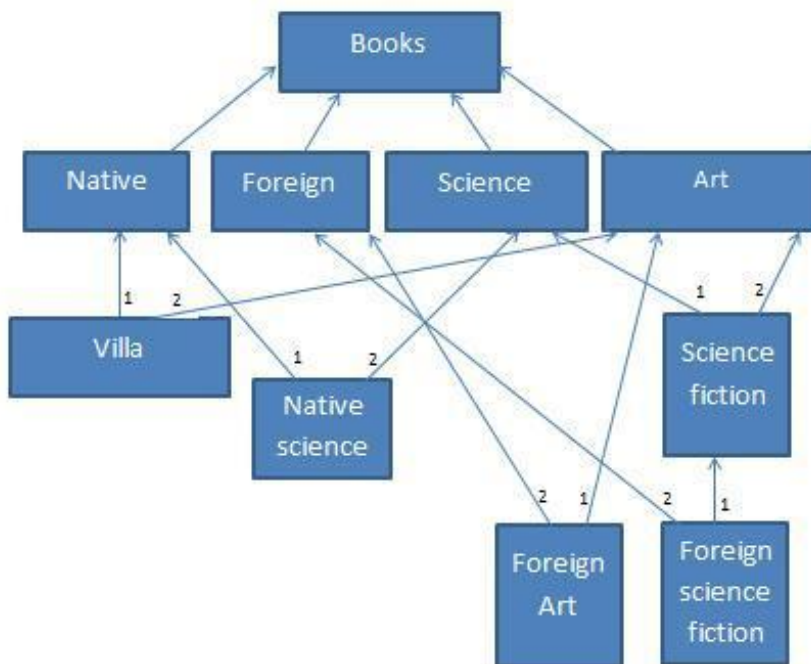 Books
Native
Foreign
Science
Art
1
2
Villa
1
2
Native
science
1
2
Science
fiction
2
1
Foreign
Art
2
1
Foreign
science
fiction